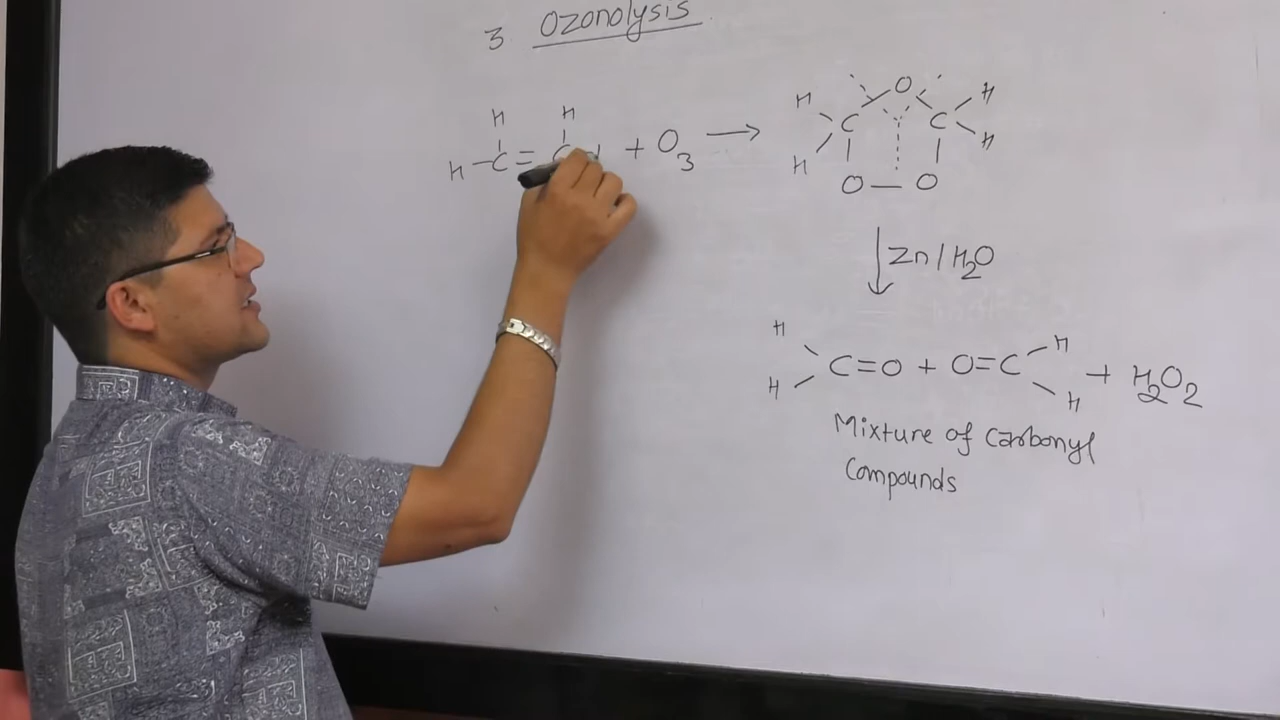 3 Ozonolysis
H H
H - C = C + O3 →
H O H
C C
H H
O — O
↓ Zn / H2O
H H
C=O + O=C + H2O2
H H
Mixture of carbonyl
compounds